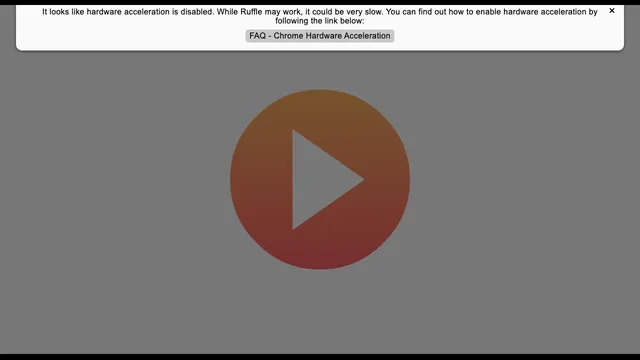 It looks like hardware acceleration is disabled. While Ruffle may work, it could be very slow. You can find out how to enable hardware acceleration by
following the link below:
FAQ - Chrome Hardware Acceleration